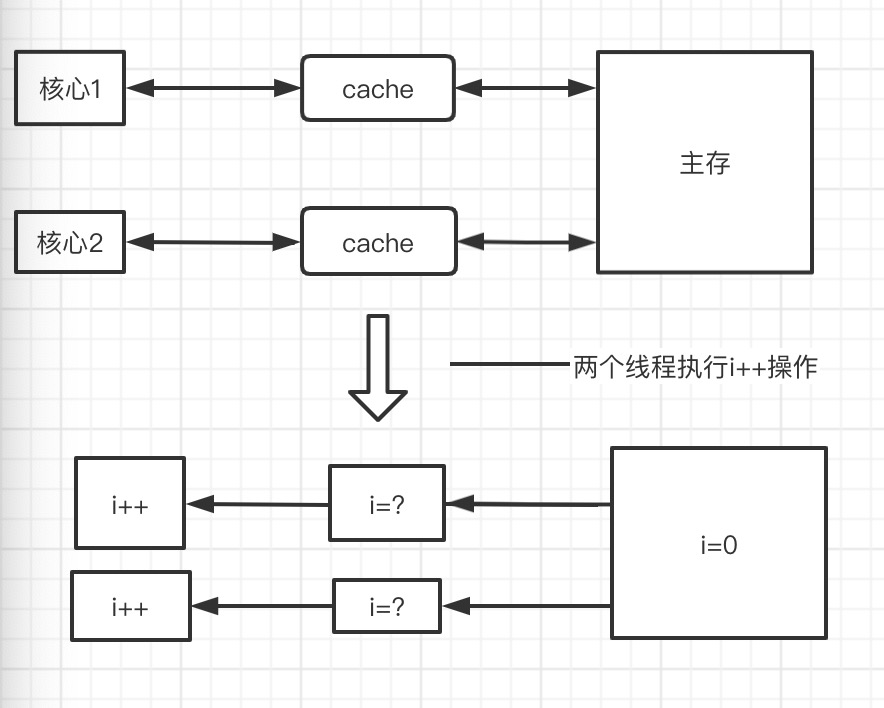 核心1
cache
主存
核心2
cache
两个线程执行i++操作
i++
i=?
i=0
i++
i=?